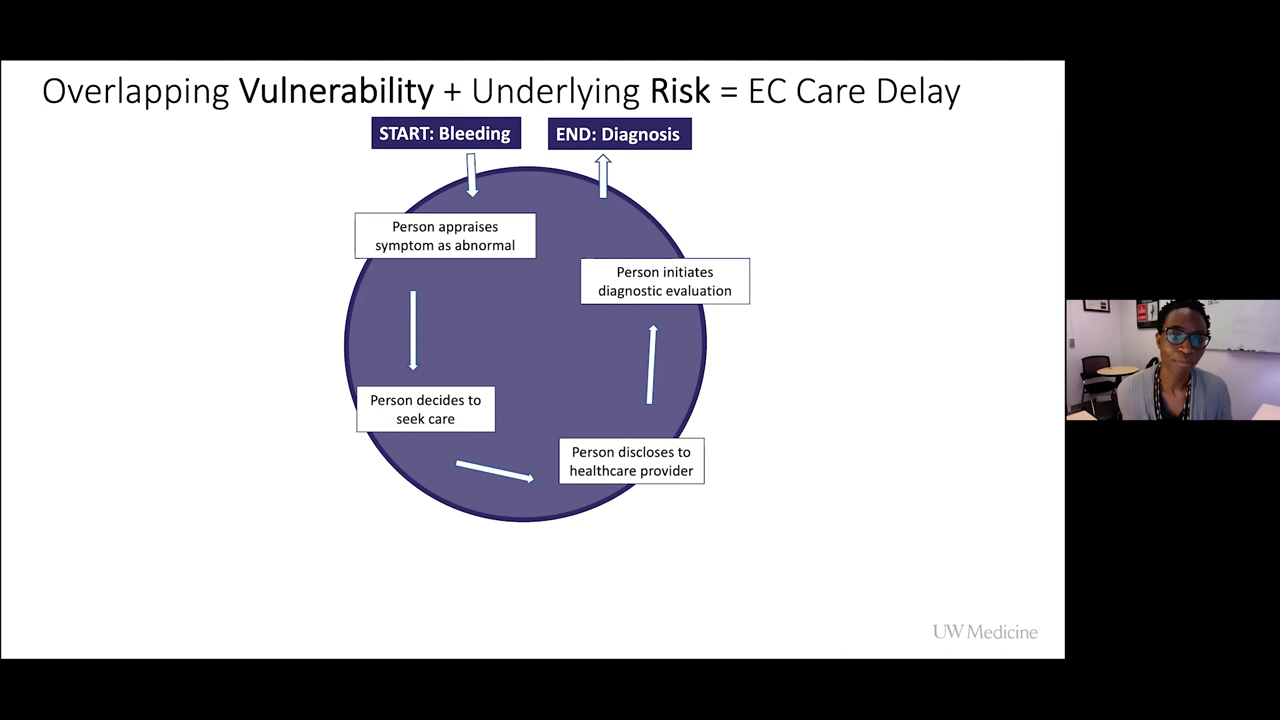 Overlapping Vulnerability + Underlying Risk = EC Care Delay
START: Bleeding
END: Diagnosis
Person appraises
symptom as abnormal
Person initiates
diagnostic evaluation
Person decides to
seek care
Person discloses to
healthcare provider
UW Medicine